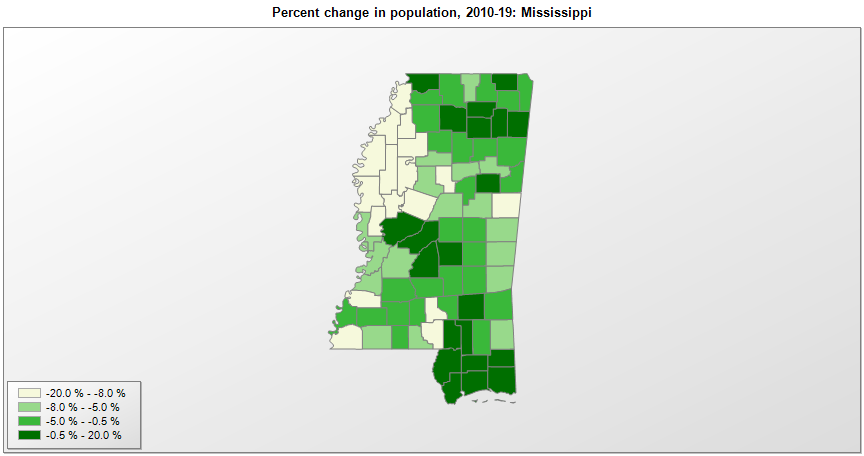 Percent change in population, 2010-19: Mississippi
-20.0 % - -8.0 %
-8.0 % - -5.0 %
-5.0 % - -0.5 %
-0.5 % - 20.0 %